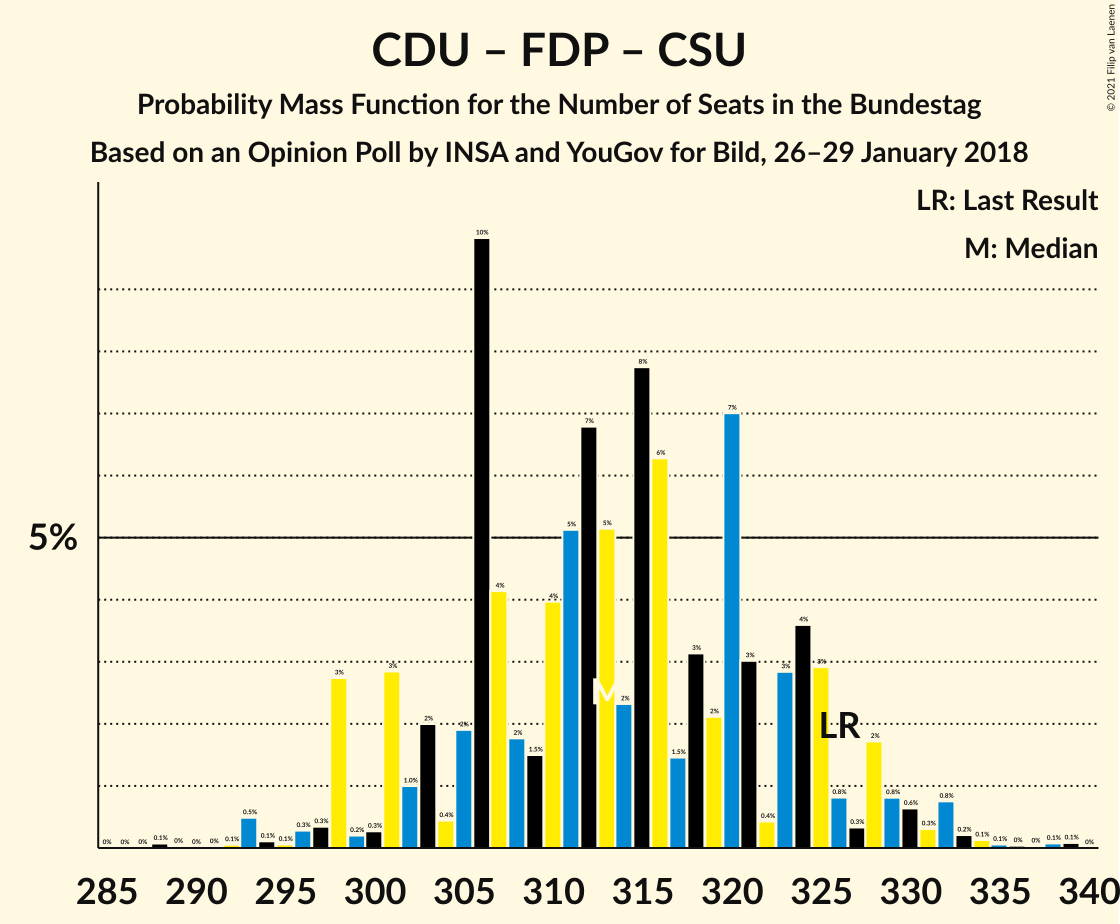 CDU – FDP – CSU
Probability Mass Function for the Number of Seats in the Bundestag
Based on an Opinion Poll by INSA and YouGov for Bild, 26–29 January 2018
© 2021 Filip van Laenen
LR: Last Result
M: Median
5%
0% 0% 0% 0.1% 0% 0% 0% 0.1% 0.5% 0.1% 0.1% 0.3% 0.3% 3% 0.2% 0.3% 3% 1.0% 2% 0.4% 2% 10% 4% 2% 1.5% 4% 5% 7% 5% 2% 8% 6% 1.5% 3% 2% 7% 3% 0.4% 3% 4% 3% 0.8% 0.3% 2% 0.8% 0.6% 0.3% 0.8% 0.2% 0.1% 0.1% 0% 0% 0.1% 0.1% 0%
M
LR
285 290 295 300 305 310 315 320 325 330 335 340